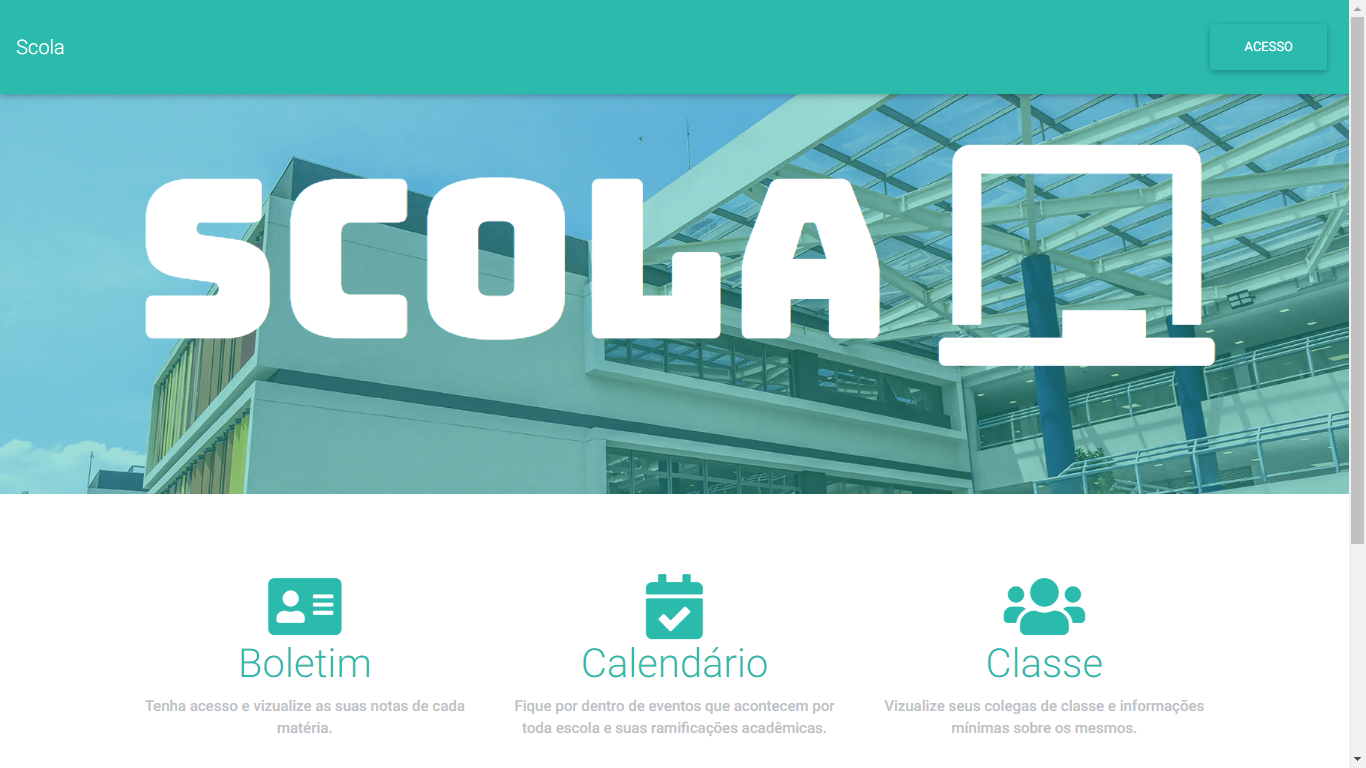 Scola
ACESSO
SCOLA
Boletim
Calendário
Classe
Tenha acesso e vizualize as suas notas de cada
matéria.
Fique por dentro de eventos que acontecem por
toda escola e suas ramificações acadêmicas.
Vizualize seus colegas de classe e informações
mínimas sobre os mesmos.